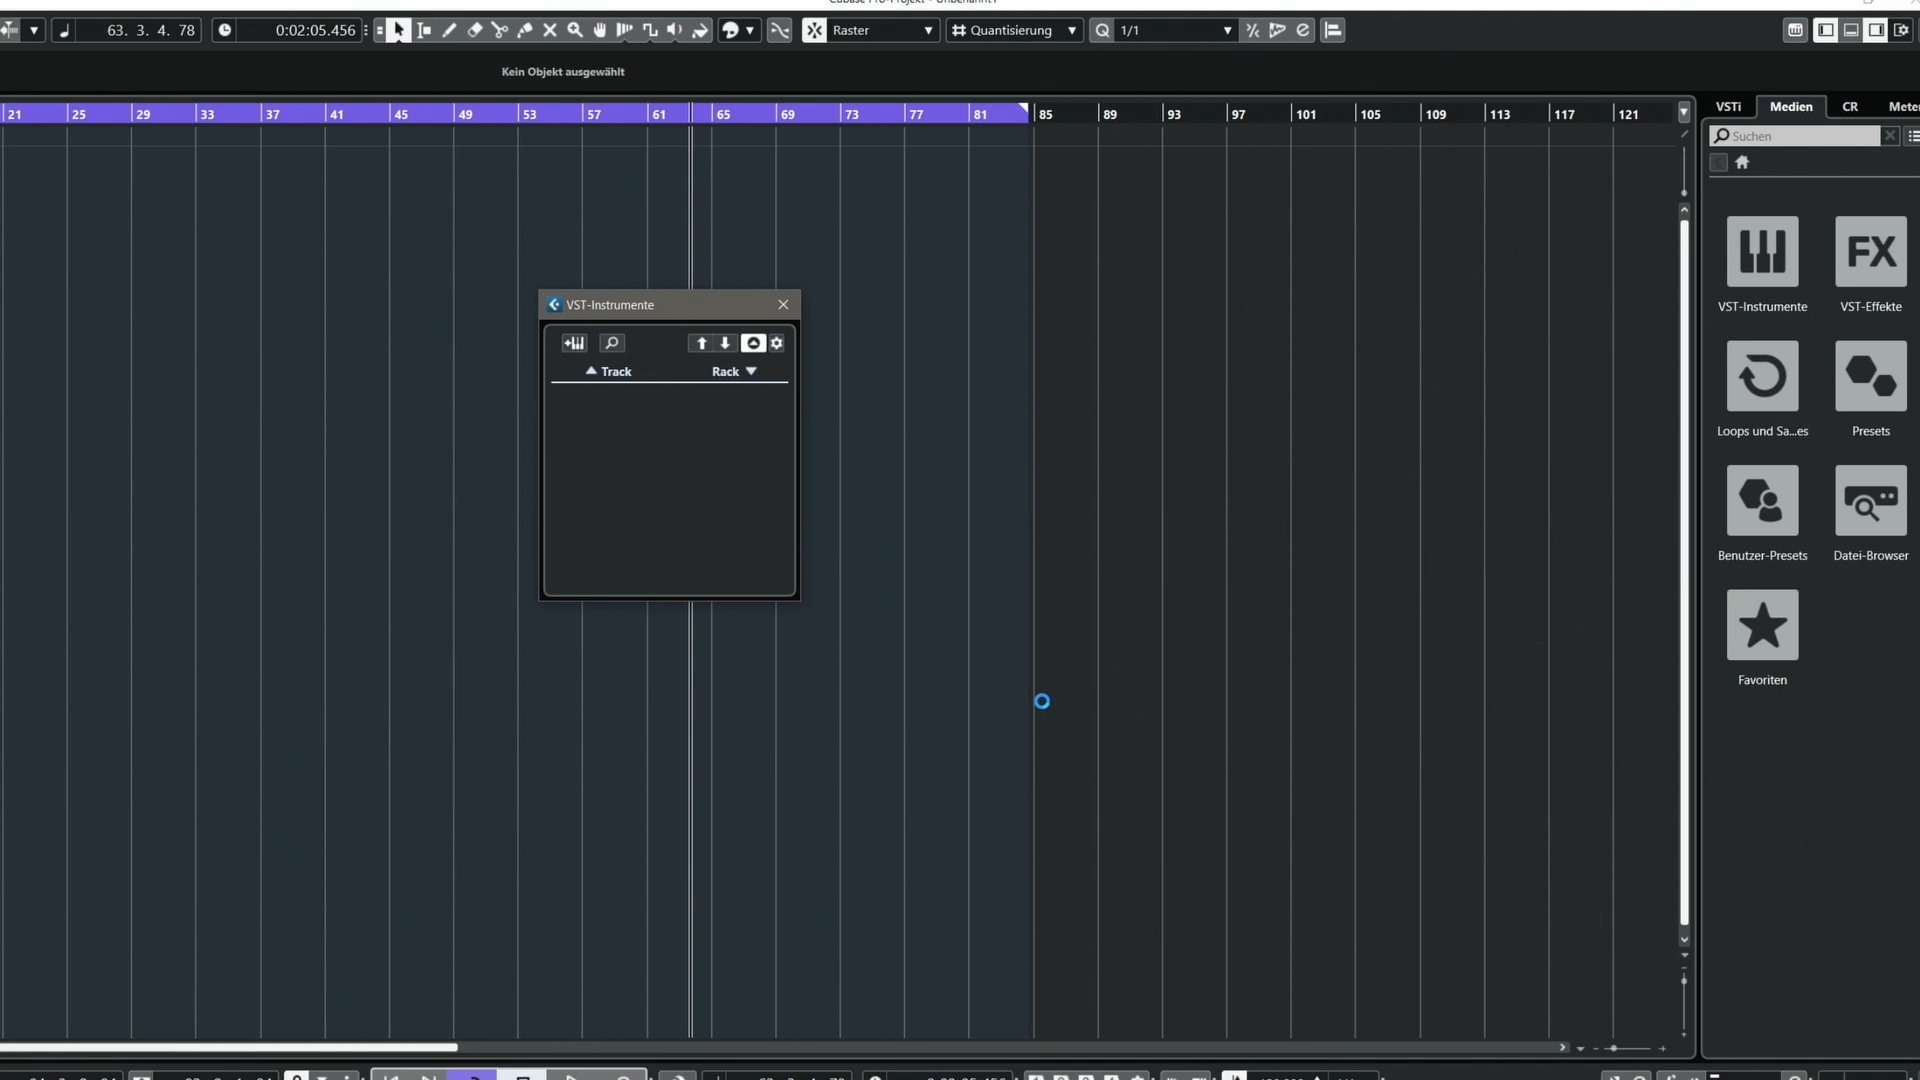 63. 3. 4. 78
0:02:05.456
Raster
Quantisierung
1/1
Kein Objekt ausgewählt
21 25 29 33 37 41 45 49 53 57 61 65 69 73 77 81 85 89 93 97 101 105 109 113 117 121
VSTi
Medien
CR
Meter
Suchen
VST-Instrumente
Track
Rack
VST-Instrumente
FX
VST-Effekte
Loops und Sa...es
Presets
Benutzer-Presets
Datei-Browser
Favoriten